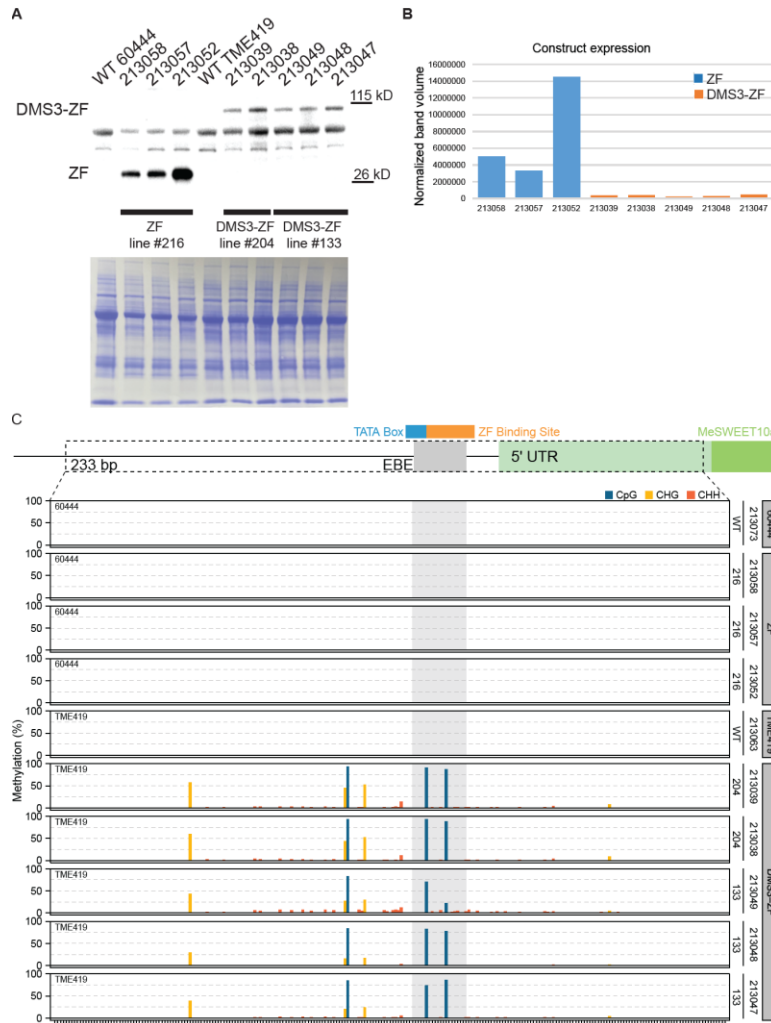 A
WT 60444
213058
213057
213052
WT TME419
213039
213038
213049
213048
213047
DMS3-ZF
115 kD
ZF
26 kD
ZF
line #216
DMS3-ZF
line #204
DMS3-ZF
line #133
B
Construct expression
Normalized band volume
16000000
14000000
12000000
10000000
8000000
6000000
4000000
2000000
0
ZF
DMS3-ZF
213058 213057 213052 213039 213038 213049 213048 213047
C
TATA Box
ZF Binding Site
MeSWEET10
233 bp
EBE
5' UTR
CpG CHG CHH
Methylation (%)
100
50
0
60444
WT
213073
60444
100
50
0
60444
216
213058
ZF
100
50
0
60444
216
213057
100
50
0
60444
216
213052
100
50
0
TME419
WT
213063
TME419
100
50
0
TME419
204
213039
DMS3-ZF
100
50
0
TME419
204
213038
100
50
0
TME419
133
213049
100
50
0
TME419
133
213048
100
50
0
TME419
133
213047